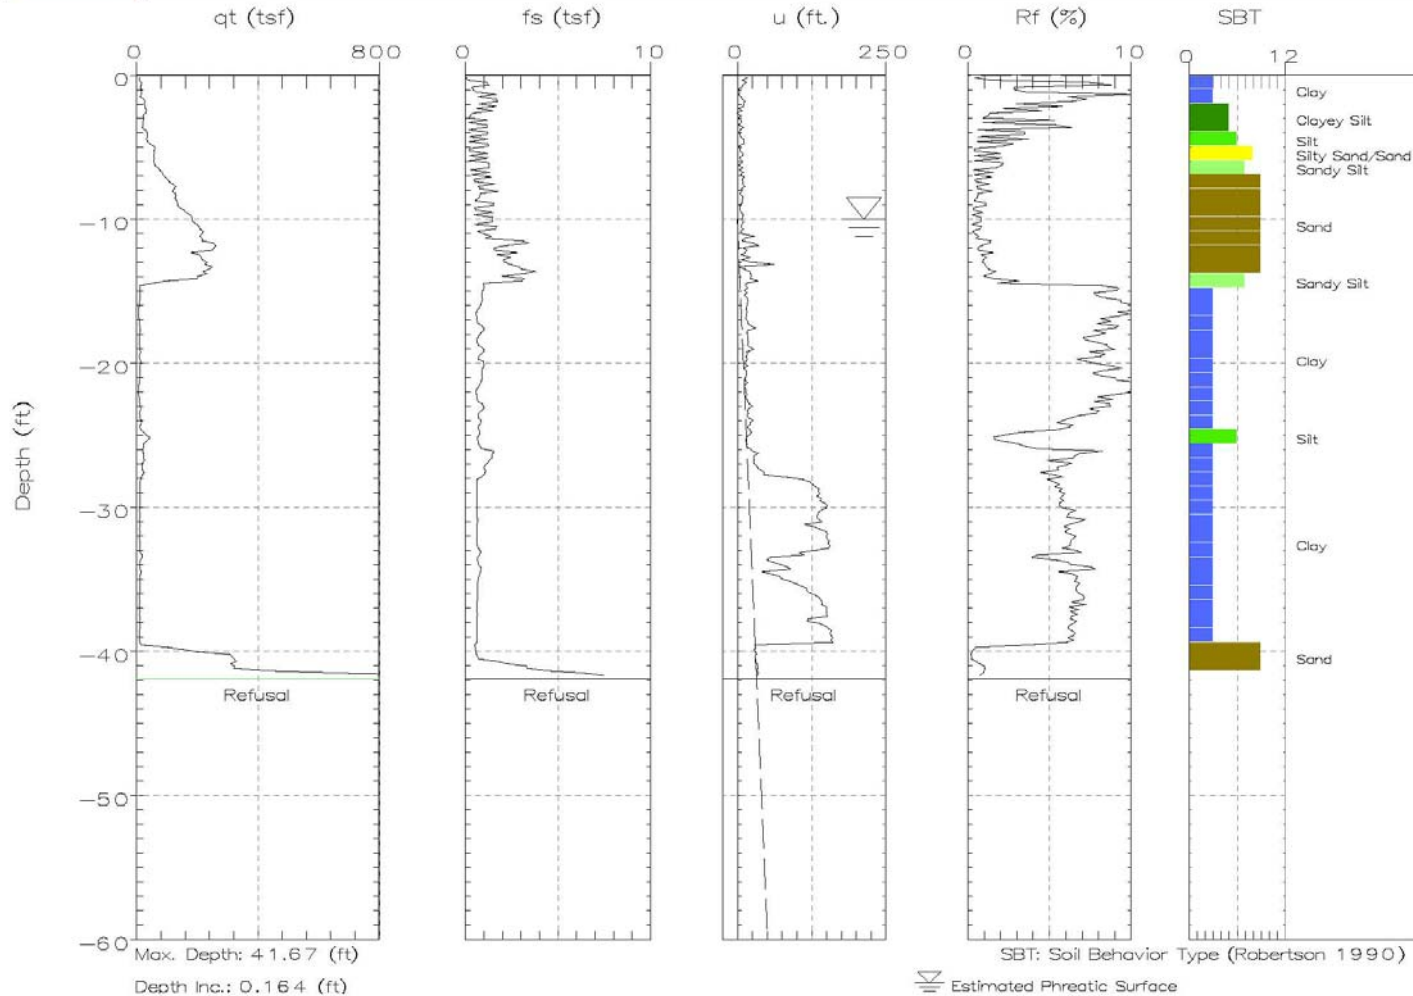 qt (tsf) fs (tsf) u (ft.) Rf (%) SBT
0 800 0 10 0 250 0 10 0 12
0
-10
-20
-30
-40
-50
-60
Depth (ft)
Clay
Clayey Silt
Silt
Silty Sand/Sand
Sandy Silt
Sand
Sandy Silt
Clay
Silt
Clay
Sand
Refusal Refusal Refusal
Max. Depth: 41.67 (ft) SBT: Soil Behavior Type (Robertson 1990)
Depth Inc.: 0.164 (ft) Estimated Phreatic Surface